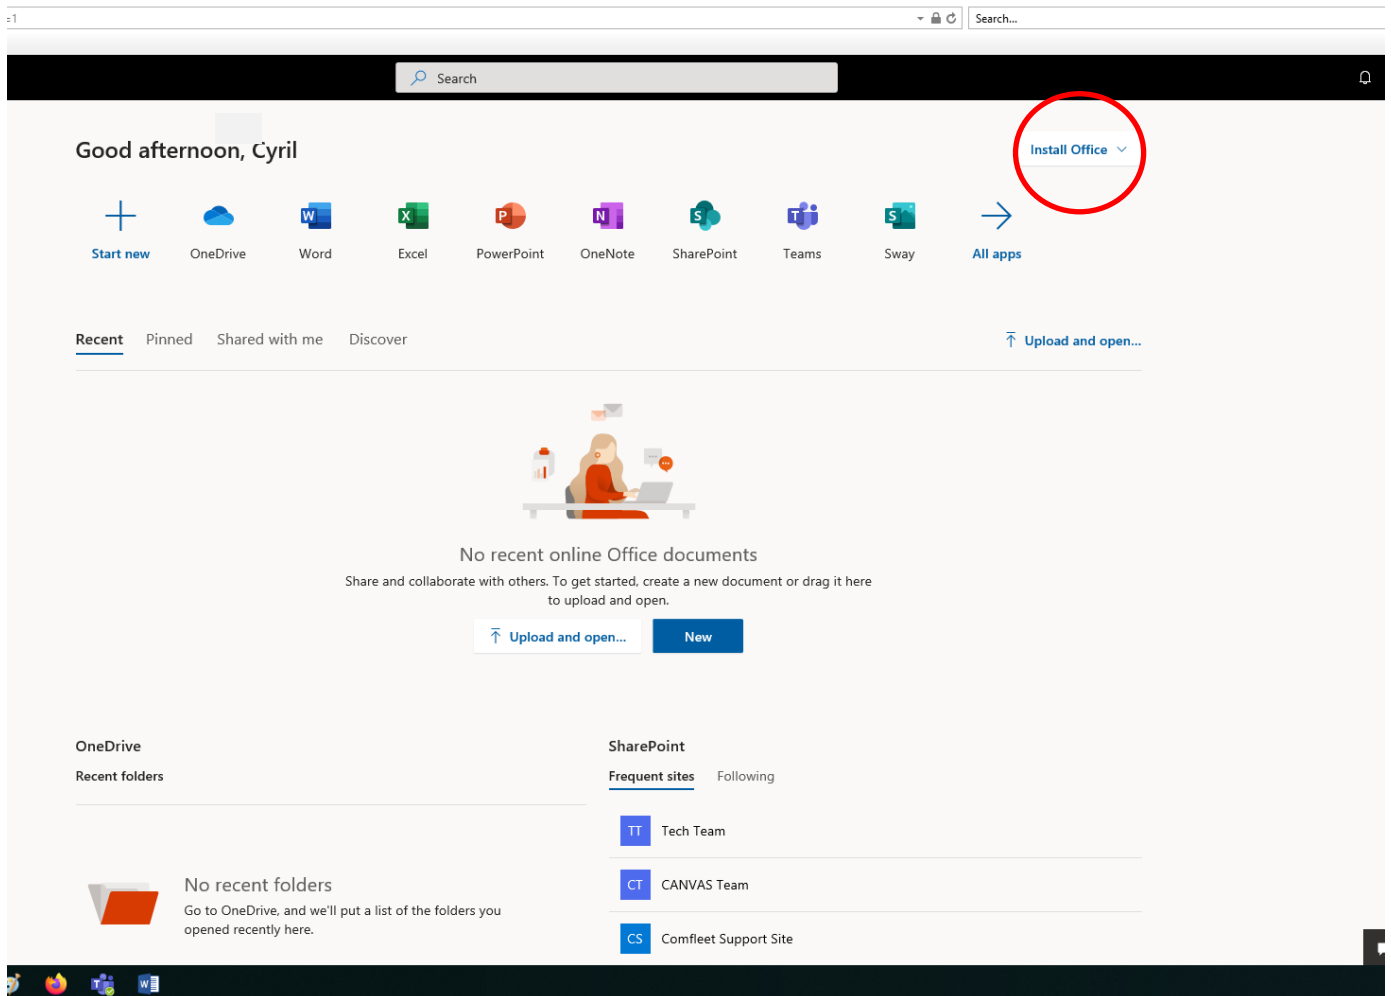 =1
Search...
Search
Good afternoon, Cyril
Install Office
Start new
OneDrive
Word
Excel
PowerPoint
OneNote
SharePoint
Teams
Sway
All apps
Recent
Pinned
Shared with me
Discover
Upload and open...
No recent online Office documents
Share and collaborate with others. To get started, create a new document or drag it here
to upload and open.
Upload and open...
New
OneDrive
Recent folders
No recent folders
Go to OneDrive, and we'll put a list of the folders you
opened recently here.
SharePoint
Frequent sites
Following
TT
Tech Team
CT
CANVAS Team
CS
Comfleet Support Site